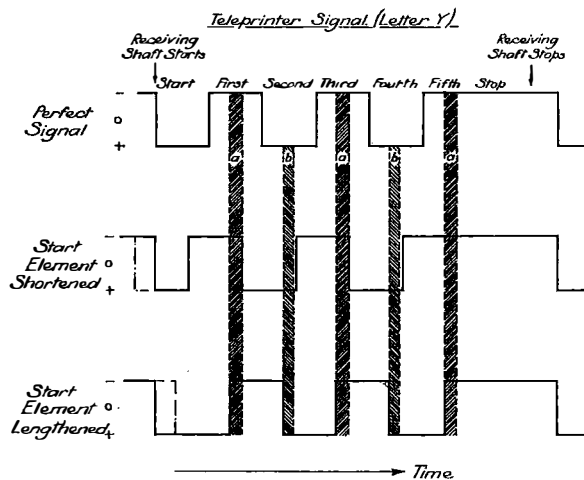 Teleprinter Signal. (Letter Y)
Receiving
Shaft Starts
Receiving
Shaft Stops
Start First Second Third Fourth Fifth Stop
Perfect
Signal
-
o
+
a b a b a
Start
Element
Shortened
-
o
+
Start
Element
Lengthened
-
o
+
Time